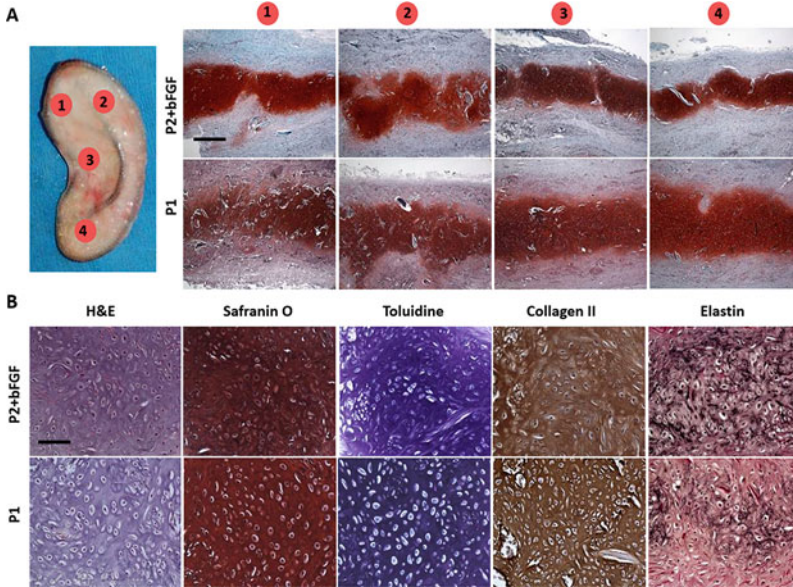 A
1 2 3 4
1 2
3
4
P2+bFGF
P1
B
H&E Safranin O Toluidine Collagen II Elastin
P2+bFGF
P1